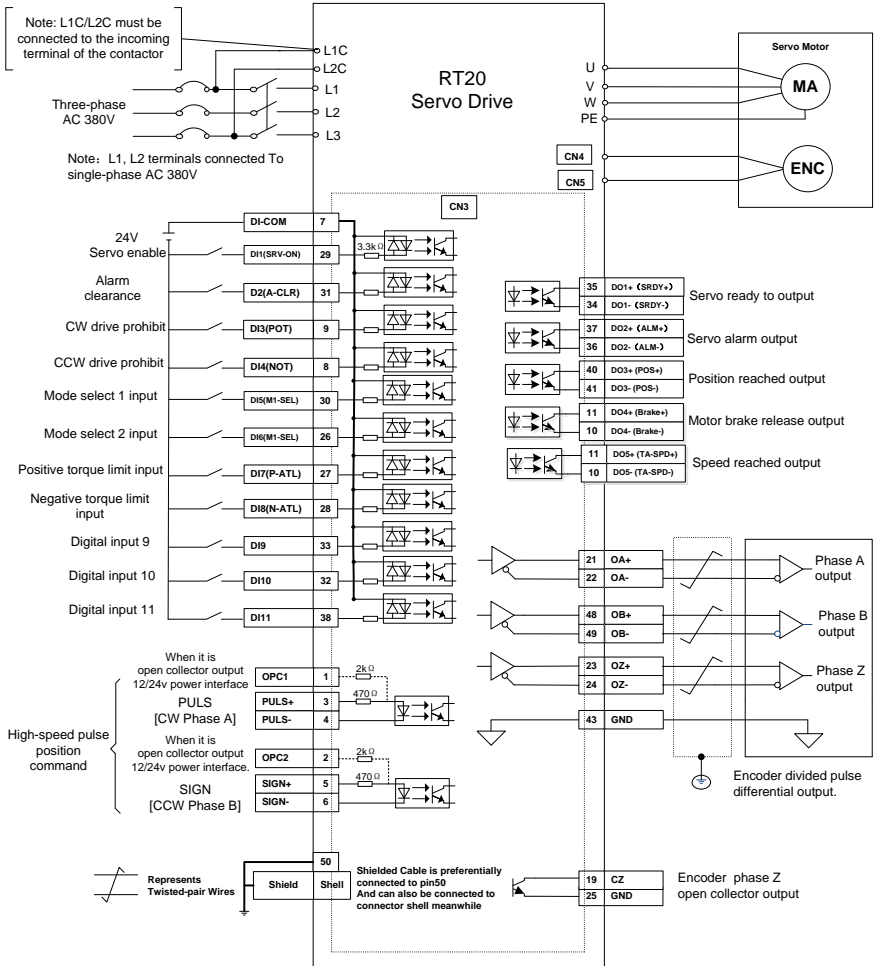 Note: L1C/L2C must be
connected to the incoming
terminal of the contactor
L1C
L2C
L1
L2
L3
Three-phase
AC 380V
Note: L1, L2 terminals connected To
single-phase AC 380V
RT20
Servo Drive
U
V
W
PE
CN4
CN5
Servo Motor
MA
ENC
CN3
24V
DI-COM 7
Servo enable DI1(SRV-ON) 29 3.3kΩ
Alarm
clearance
D2(A-CLR) 31
CW drive prohibit DI3(POT) 9
CCW drive prohibit DI4(NOT) 8
Mode select 1 input DI5(M1-SEL) 30
Mode select 2 input DI6(M1-SEL) 26
Positive torque limit input DI7(P-ATL) 27
Negative torque limit
input
DI8(N-ATL) 28
Digital input 9 DI9 33
Digital input 10 DI10 32
Digital input 11 DI11 38
35 DO1+ (SRDY+)
34 DO1- (SRDY-)
Servo ready to output
37 DO2+ (ALM+)
36 DO2- (ALM-)
Servo alarm output
40 DO3+ (POS+)
41 DO3- (POS-)
Position reached output
11 DO4+ (Brake+)
10 DO4- (Brake-)
Motor brake release output
11 DO5+ (TA-SPD+)
10 DO5- (TA-SPD-)
Speed reached output
21 OA+
22 OA-
Phase A
output
48 OB+
49 OB-
Phase B
output
23 OZ+
24 OZ-
Phase Z
output
43 GND
Encoder divided pulse
differential output.
High-speed pulse
position
command
When it is
open collector output
12/24v power interface
OPC1 1 2kΩ
PULS
[CW Phase A]
PULS+ 3 470Ω
PULS- 4
When it is
open collector output
12/24v power interface.
OPC2 2 2kΩ
SIGN
[CCW Phase B]
SIGN+ 5 470Ω
SIGN- 6
Represents
Twisted-pair Wires
50
Shield Shell
Shielded Cable is preferentially
connected to pin50
And can also be connected to
connector shell meanwhile
19 CZ
25 GND
Encoder phase Z
open collector output